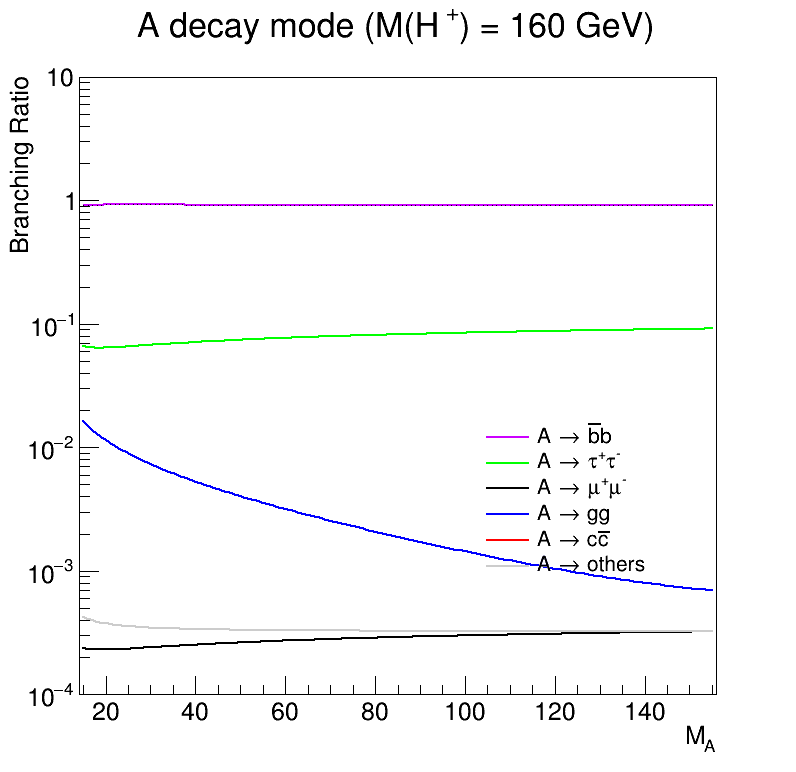 A decay mode (M(H⁺) = 160 GeV)
Branching Ratio
10
1
10⁻¹
10⁻²
10⁻³
10⁻⁴
A → b̅b
A → τ⁺τ⁻
A → μ⁺μ⁻
A → gg
A → cc̅
A → others
20 40 60 80 100 120 140
M_A